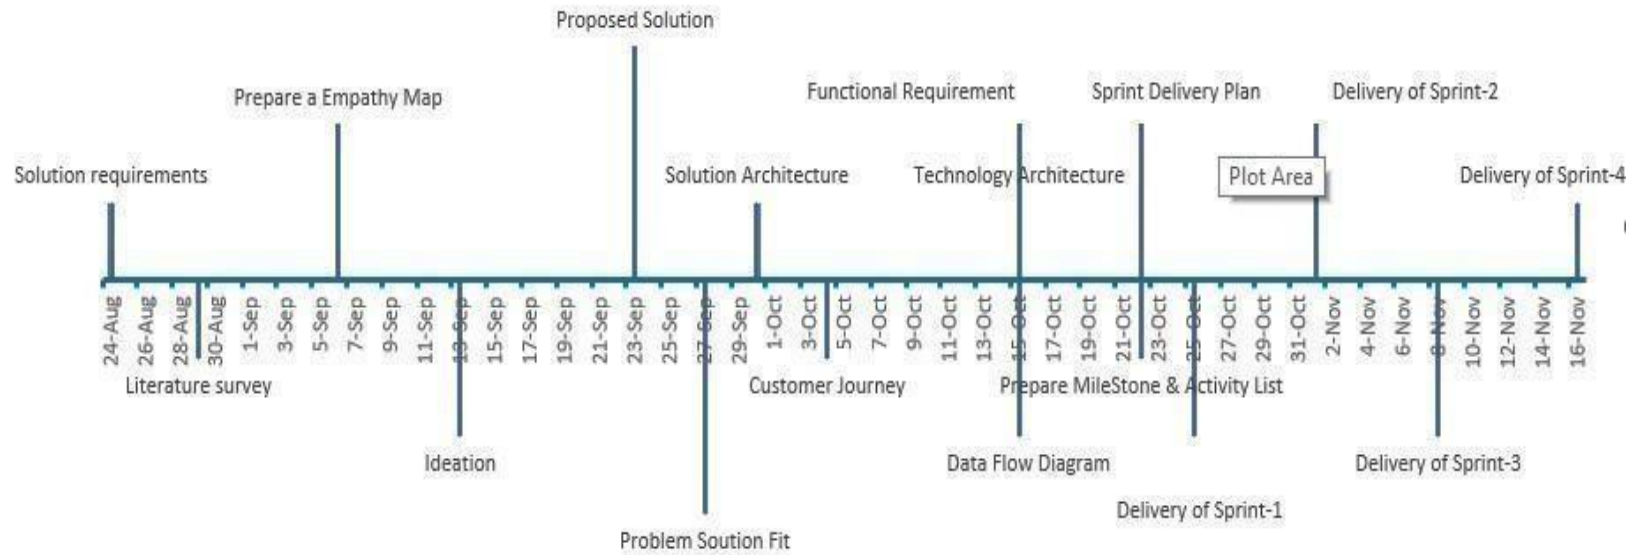 Proposed Solution
Prepare a Empathy Map
Functional Requirement
Sprint Delivery Plan
Delivery of Sprint-2
Solution requirements
Solution Architecture
Technology Architecture
Plot Area
Delivery of Sprint-4
24-Aug
26-Aug
28-Aug
30-Aug
1-Sep
3-Sep
5-Sep
7-Sep
9-Sep
11-Sep
13-Sep
15-Sep
17-Sep
19-Sep
21-Sep
23-Sep
25-Sep
27-Sep
29-Sep
1-Oct
3-Oct
5-Oct
7-Oct
9-Oct
11-Oct
13-Oct
15-Oct
17-Oct
19-Oct
21-Oct
23-Oct
25-Oct
27-Oct
29-Oct
31-Oct
2-Nov
4-Nov
6-Nov
8-Nov
10-Nov
12-Nov
14-Nov
16-Nov
Literature survey
Customer Journey
Prepare MileStone & Activity List
Ideation
Data Flow Diagram
Delivery of Sprint-3
Delivery of Sprint-1
Problem Soution Fit